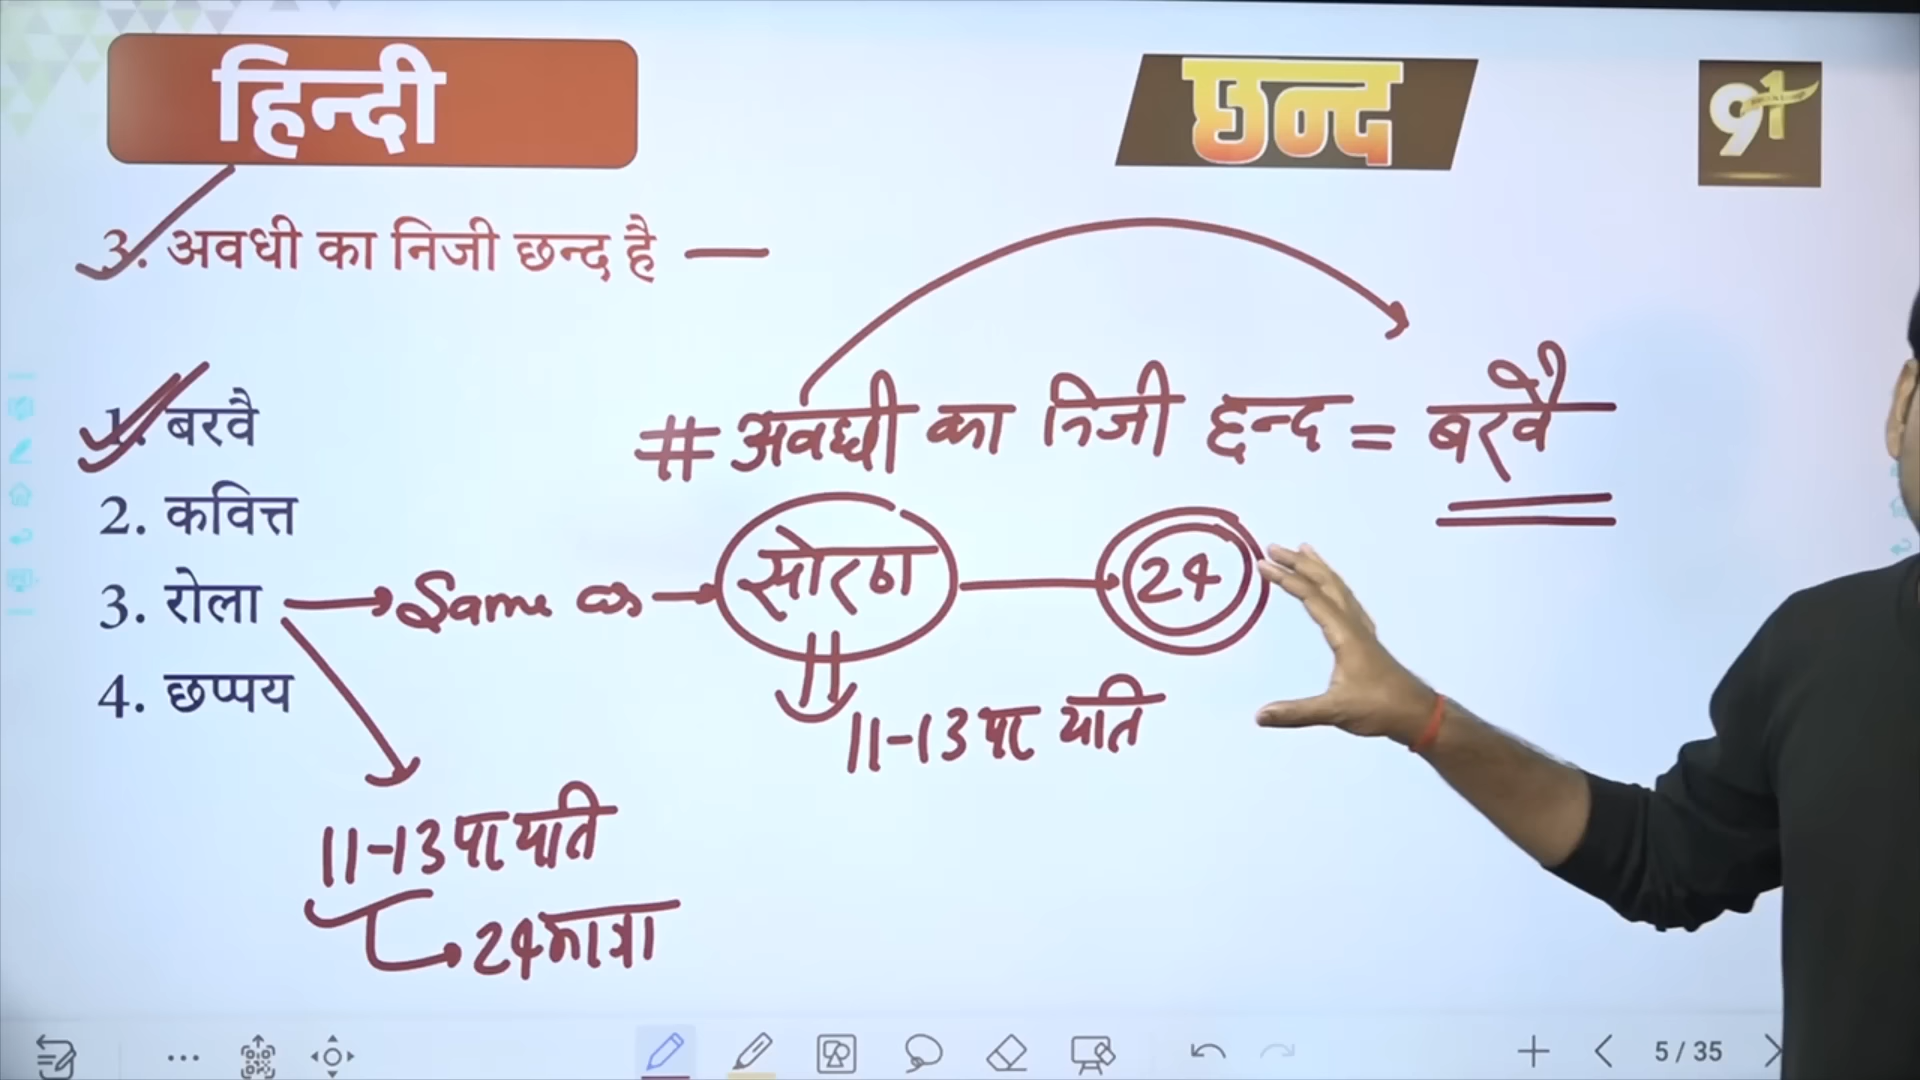 हिन्दी
छन्द
91
3. अवधी का निजी छन्द है —
1. बरवै
# अवधी का निजी छन्द = बरवै
2. कवित्त
3. रोला → Same as → सोरठा — 24
4. छप्पय
11-13 पर यति
11-13 पर यति
24 मात्रा
5 / 35